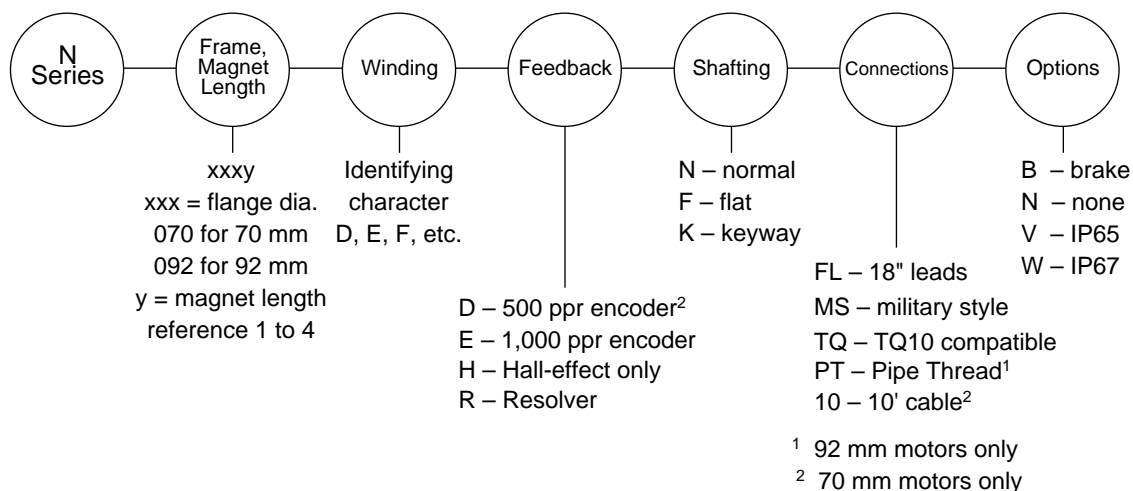 N
Series
Frame,
Magnet
Length
Winding
Feedback
Shafting
Connections
Options
xxxy
xxx = flange dia.
070 for 70 mm
092 for 92 mm
y = magnet length
reference 1 to 4
Identifying
character
D, E, F, etc.
D – 500 ppr encoder²
E – 1,000 ppr encoder
H – Hall-effect only
R – Resolver
N – normal
F – flat
K – keyway
FL – 18" leads
MS – military style
TQ – TQ10 compatible
PT – Pipe Thread¹
10 – 10' cable²
B – brake
N – none
V – IP65
W – IP67
¹ 92 mm motors only
² 70 mm motors only